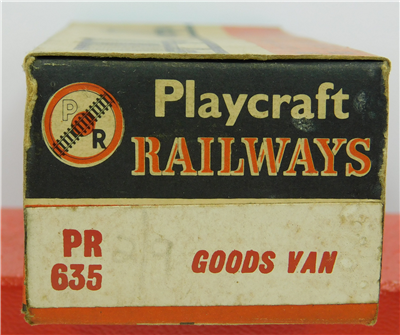 P R
Playcraft
RAILWAYS
PR
635
GOODS VAN